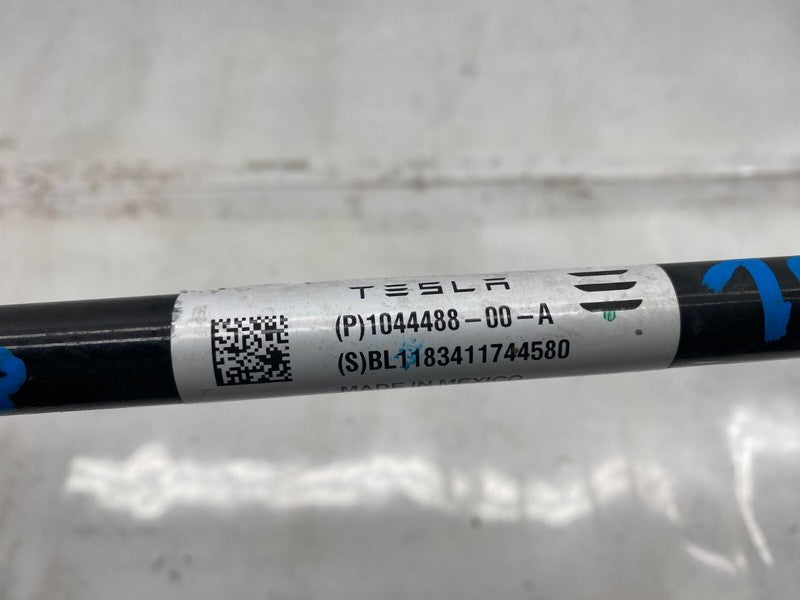 TESLA
(P)1044488-00-A
(S)BL1183411744580
MADE IN MEXICO